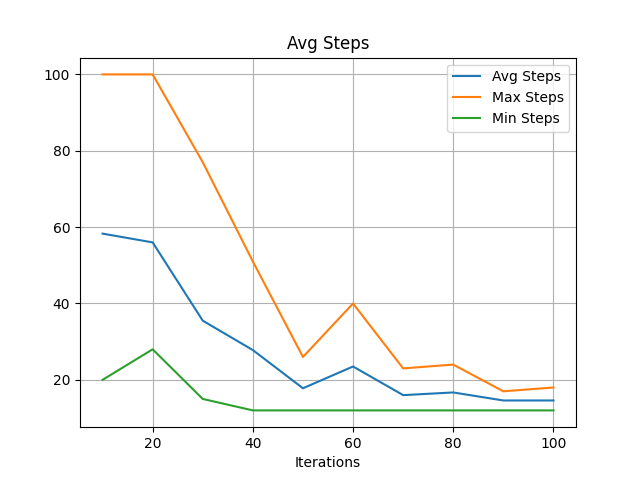 Avg Steps
100
80
60
40
20
Avg Steps
Max Steps
Min Steps
20 40 60 80 100
Iterations